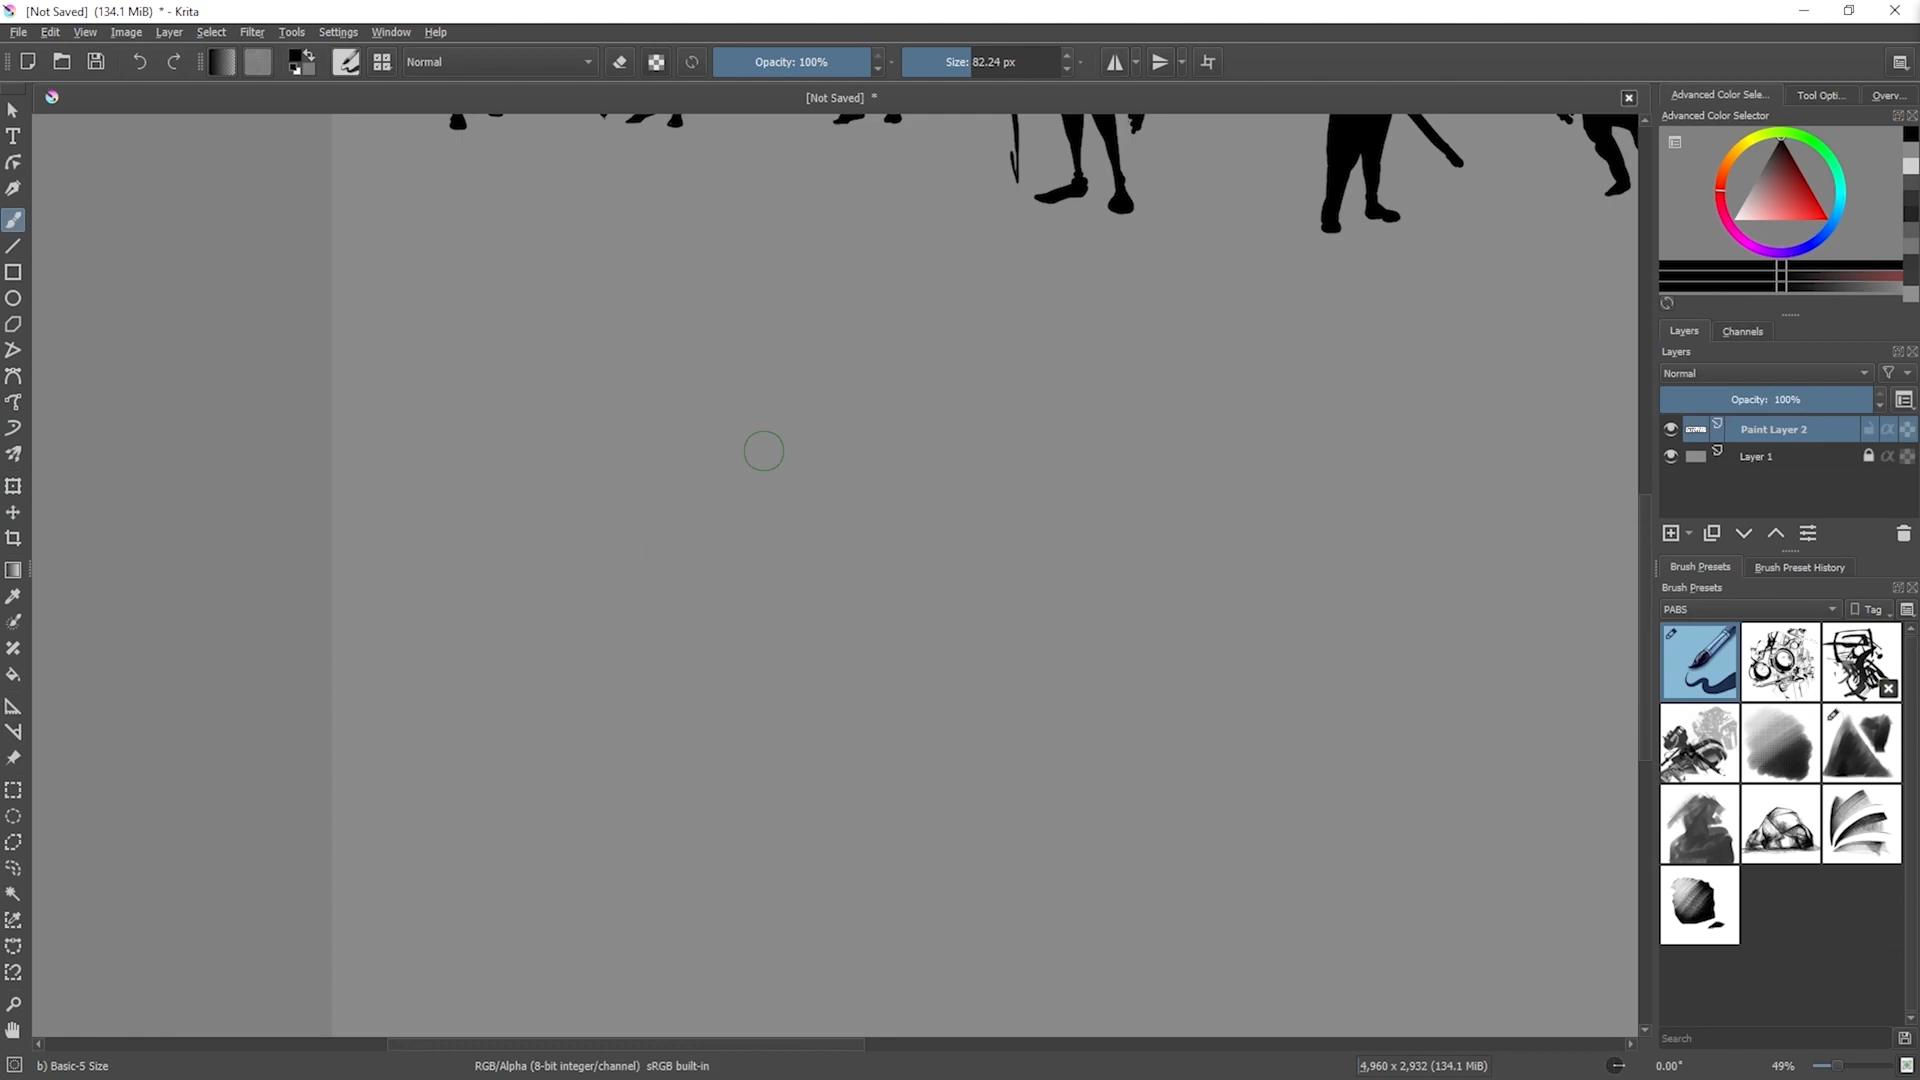 [Not Saved] (134.1 MiB) * - Krita
File Edit View Image Layer Select Filter Tools Settings Window Help
Normal
Opacity: 100%
Size: 82.24 px
[Not Saved] *
Advanced Color Sele... Tool Opti... Overv...
Advanced Color Selector
Layers Channels
Layers
Normal
Opacity: 100%
Paint Layer 2
Layer 1
Brush Presets Brush Preset History
Brush Presets
PABS Tag
Search
b) Basic-5 Size RGB/Alpha (8-bit integer/channel) sRGB built-in 4,960 x 2,932 (134.1 MiB) 0.00° 49%